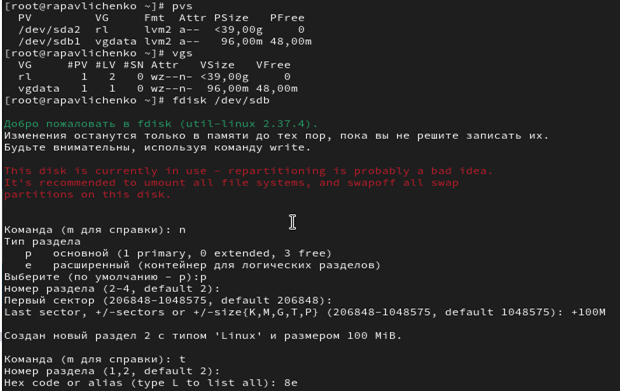 [root@rapavlichenko ~]# pvs
PV VG Fmt Attr PSize PFree
/dev/sda2 rl lvm2 a-- <39,00g 0
/dev/sdb1 vgdata lvm2 a-- 96,00m 48,00m
[root@rapavlichenko ~]# vgs
VG #PV #LV #SN Attr VSize VFree
rl 1 2 0 wz--n- <39,00g 0
vgdata 1 1 0 wz--n- 96,00m 48,00m
[root@rapavlichenko ~]# fdisk /dev/sdb
Добро пожаловать в fdisk (util-linux 2.37.4).
Изменения останутся только в памяти до тех пор, пока вы не решите записать их.
Будьте внимательны, используя команду write.
This disk is currently in use - repartitioning is probably a bad idea.
It's recommended to umount all file systems, and swapoff all swap
partitions on this disk.
Команда (m для справки): n
Тип раздела
p основной (1 primary, 0 extended, 3 free)
e расширенный (контейнер для логических разделов)
Выберите (по умолчанию - p):p
Номер раздела (2-4, default 2):
Первый сектор (206848-1048575, default 206848):
Last sector, +/-sectors or +/-size{K,M,G,T,P} (206848-1048575, default 1048575): +100M
Создан новый раздел 2 с типом 'Linux' и размером 100 MiB.
Команда (m для справки): t
Номер раздела (1,2, default 2):
Hex code or alias (type L to list all): 8e